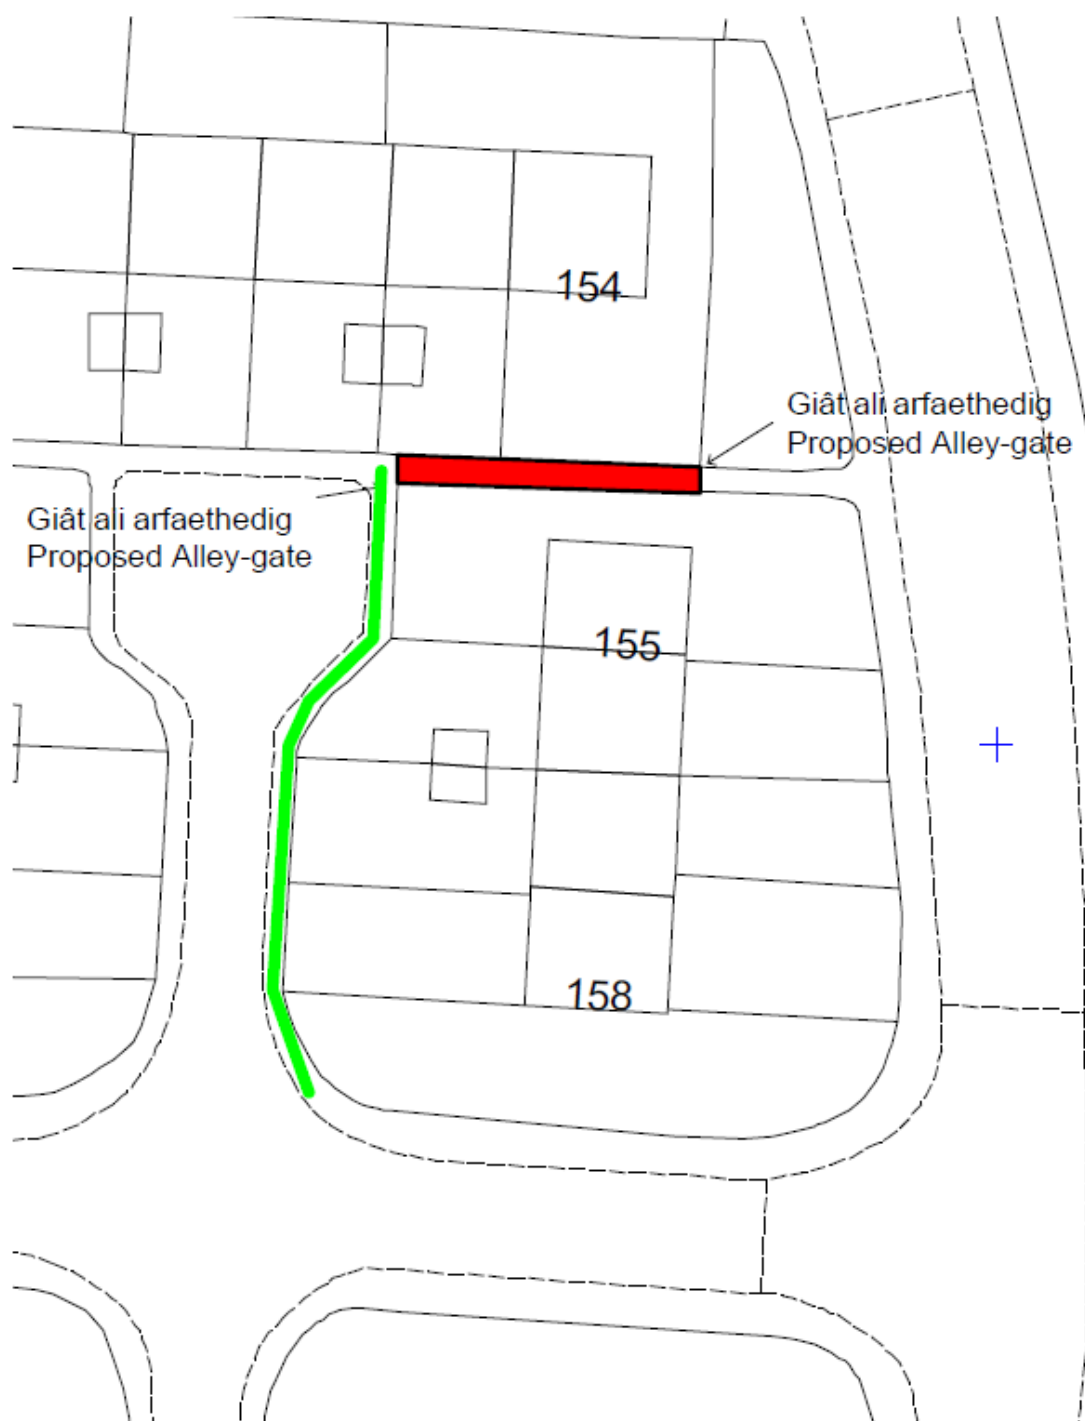 154
Giât ali arfaethedig
Proposed Alley-gate
Giât ali arfaethedig
Proposed Alley-gate
155
158